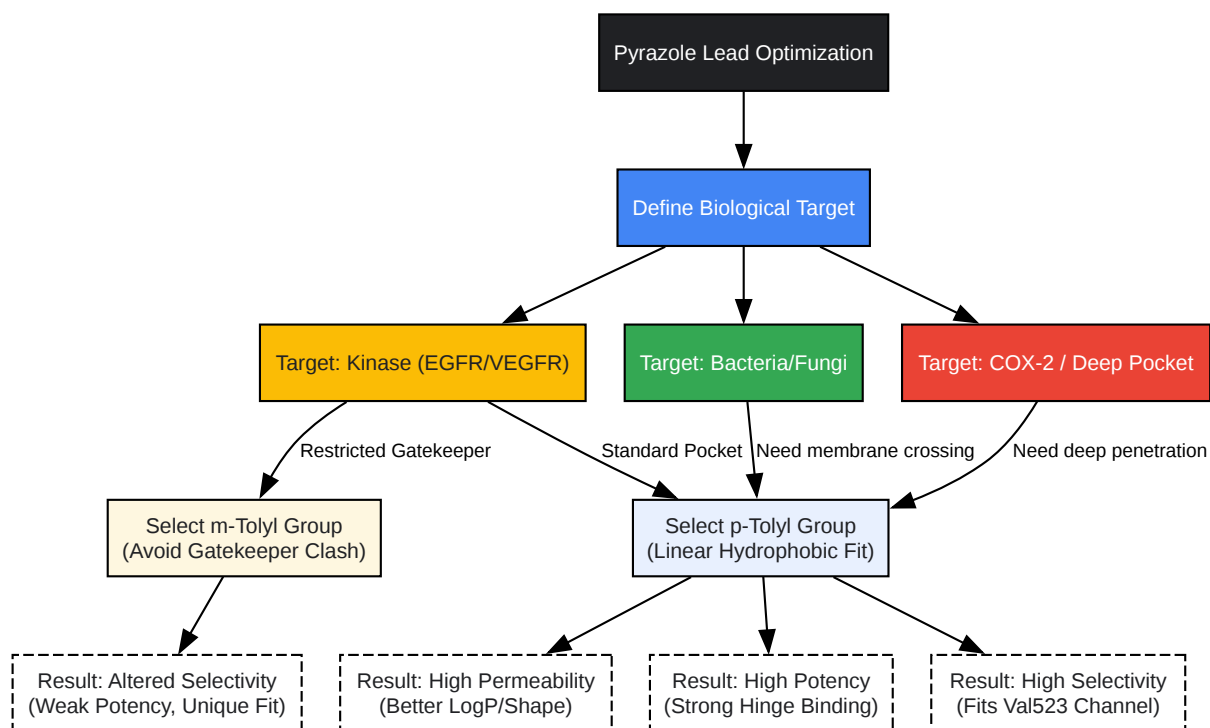 Pyrazole Lead Optimization
Define Biological Target
Target: Kinase (EGFR/VEGFR)
Target: Bacteria/Fungi
Target: COX-2 / Deep Pocket
Restricted Gatekeeper
Standard Pocket
Need membrane crossing
Need deep penetration
Select m-Tolyl Group
(Avoid Gatekeeper Clash)
Select p-Tolyl Group
(Linear Hydrophobic Fit)
Result: Altered Selectivity
(Weak Potency, Unique Fit)
Result: High Permeability
(Better LogP/Shape)
Result: High Potency
(Strong Hinge Binding)
Result: High Selectivity
(Fits Val523 Channel)